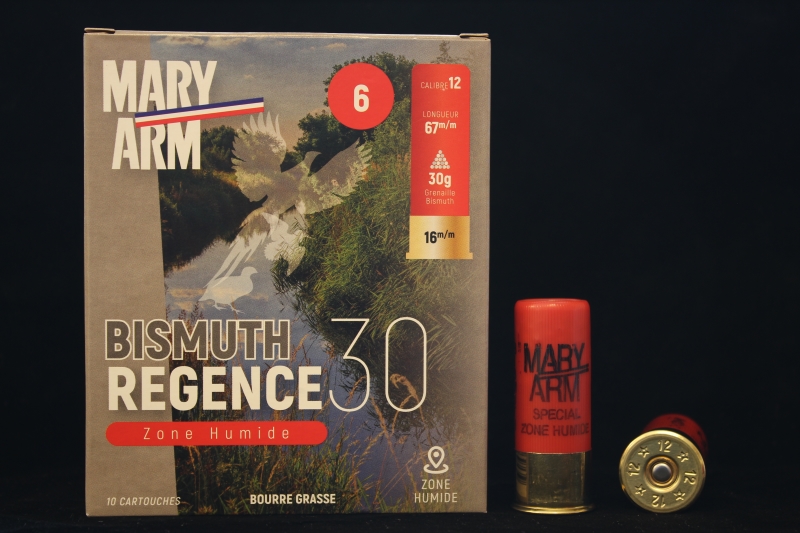 MARY
ARM
6
CALIBRE 12
LONGUEUR
67m/m
30g
Grenaille
Bismuth
16m/m
BISMUTH
REGENCE 30
Zone Humide
10 CARTOUCHES
BOURRE GRASSE
ZONE
HUMIDE
MARY
ARM
SPECIAL
ZONE HUMIDE
12
12
12
12